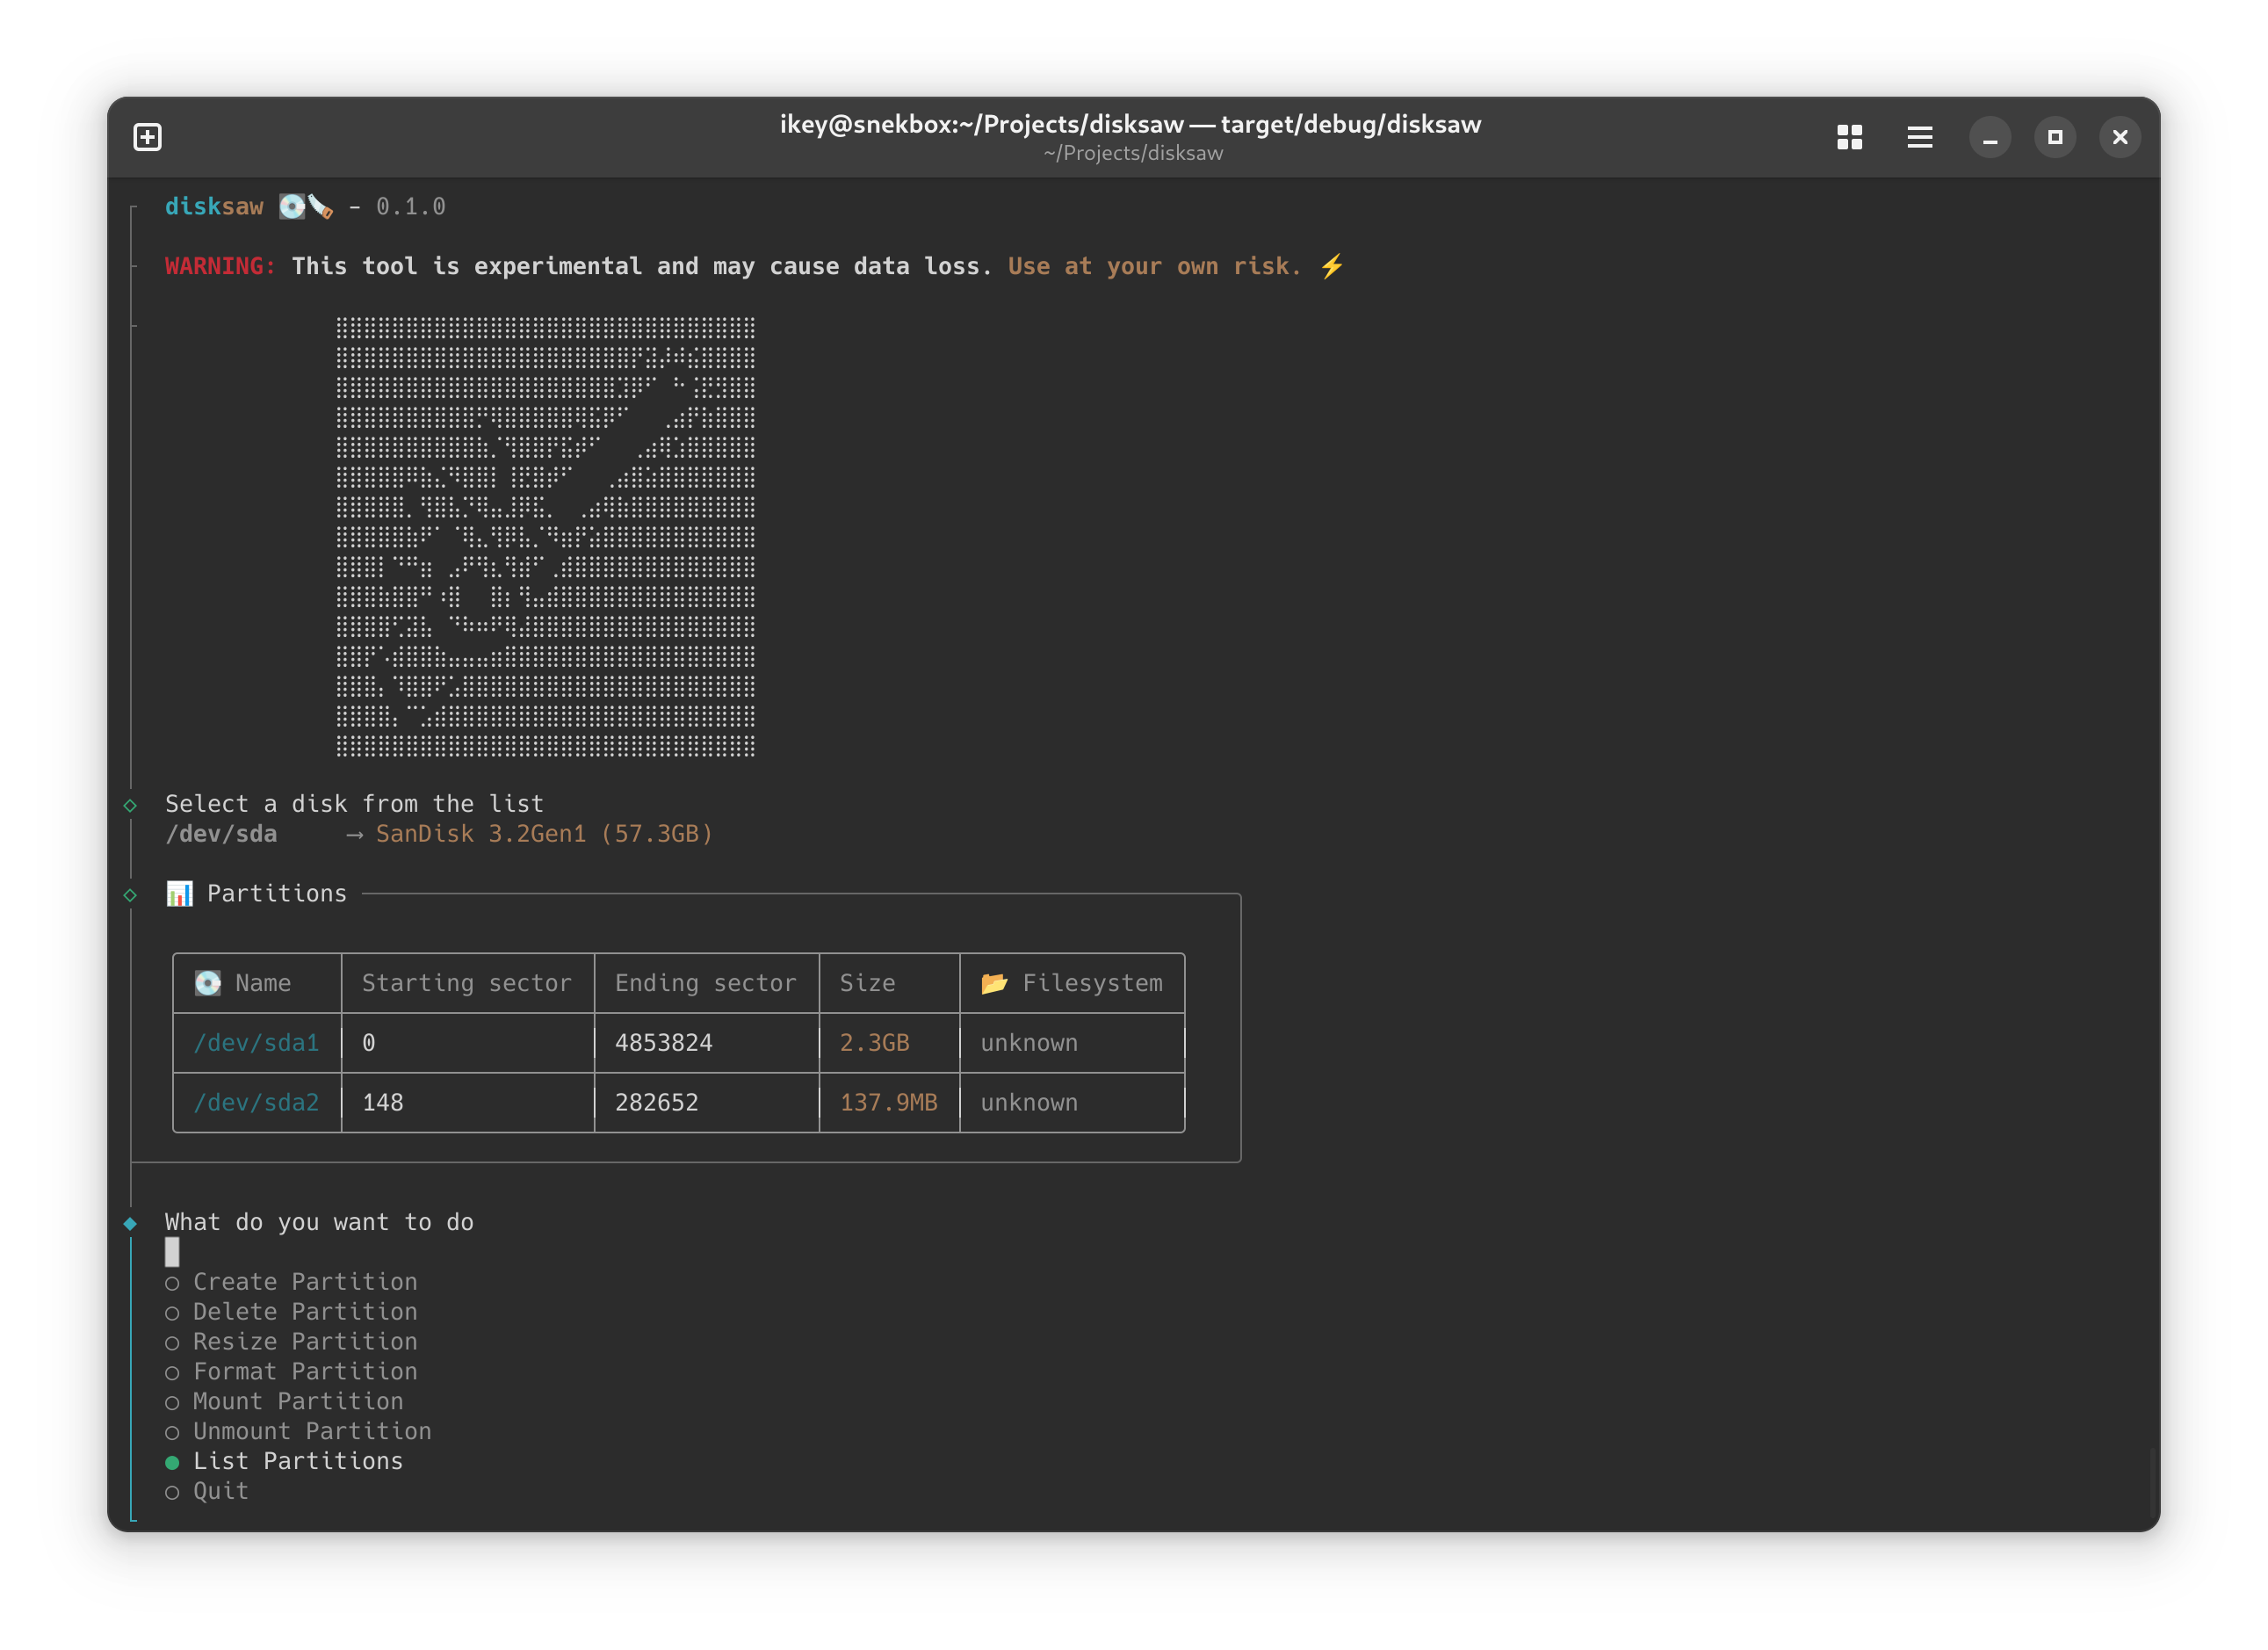 ikey@snekbox:~/Projects/disksaw — target/debug/disksaw
~/Projects/disksaw
disksaw 💽🪚 - 0.1.0
WARNING: This tool is experimental and may cause data loss. Use at your own risk. ⚡
Select a disk from the list
/dev/sda → SanDisk 3.2Gen1 (57.3GB)
📊 Partitions
💽 Name Starting sector Ending sector Size 📂 Filesystem
/dev/sda1 0 4853824 2.3GB unknown
/dev/sda2 148 282652 137.9MB unknown
What do you want to do
○ Create Partition
○ Delete Partition
○ Resize Partition
○ Format Partition
○ Mount Partition
○ Unmount Partition
● List Partitions
○ Quit